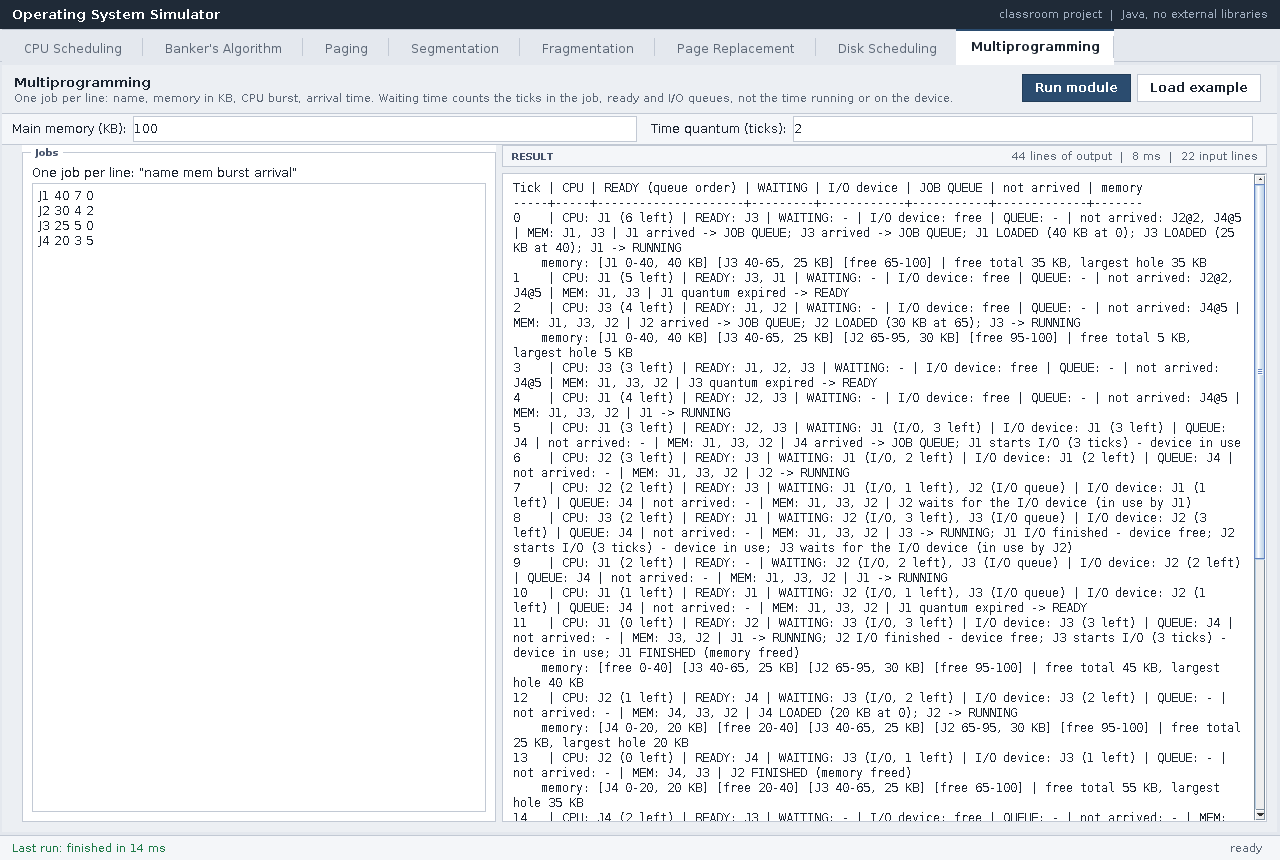 Operating System Simulator
classroom project | Java, no external libraries
CPU Scheduling
Banker's Algorithm
Paging
Segmentation
Fragmentation
Page Replacement
Disk Scheduling
Multiprogramming
Multiprogramming
One job per line: name, memory in KB, CPU burst, arrival time. Waiting time counts the ticks in the job, ready and I/O queues, not the time running or on the device.
Run module
Load example
Main memory (KB): 100
Time quantum (ticks): 2
Jobs
One job per line: "name mem burst arrival"
J1 40 7 0
J2 30 4 2
J3 25 5 0
J4 20 3 5
RESULT
44 lines of output | 8 ms | 22 input lines
Tick | CPU | READY (queue order) | WAITING | I/O device | JOB QUEUE | not arrived | memory
-----+-----+---------------------+---------+------------+-----------+-------------+-------
0 | CPU: J1 (6 left) | READY: J3 | WAITING: - | I/O device: free | QUEUE: - | not arrived: J2@2, J4@5
| MEM: J1, J3 | J1 arrived -> JOB QUEUE; J3 arrived -> JOB QUEUE; J1 LOADED (40 KB at 0); J3 LOADED (25
KB at 40); J1 -> RUNNING
memory: [J1 0-40, 40 KB] [J3 40-65, 25 KB] [free 65-100] | free total 35 KB, largest hole 35 KB
1 | CPU: J1 (5 left) | READY: J3, J1 | WAITING: - | I/O device: free | QUEUE: - | not arrived: J2@2,
J4@5 | MEM: J1, J3 | J1 quantum expired -> READY
2 | CPU: J3 (4 left) | READY: J1, J2 | WAITING: - | I/O device: free | QUEUE: - | not arrived: J4@5 |
MEM: J1, J3, J2 | J2 arrived -> JOB QUEUE; J2 LOADED (30 KB at 65); J3 -> RUNNING
memory: [J1 0-40, 40 KB] [J3 40-65, 25 KB] [J2 65-95, 30 KB] [free 95-100] | free total 5 KB,
largest hole 5 KB
3 | CPU: J3 (3 left) | READY: J1, J2, J3 | WAITING: - | I/O device: free | QUEUE: - | not arrived:
J4@5 | MEM: J1, J3, J2 | J3 quantum expired -> READY
4 | CPU: J1 (4 left) | READY: J2, J3 | WAITING: - | I/O device: free | QUEUE: - | not arrived: J4@5 |
MEM: J1, J3, J2 | J1 -> RUNNING
5 | CPU: J1 (3 left) | READY: J2, J3 | WAITING: J1 (I/O, 3 left) | I/O device: J1 (3 left) | QUEUE:
J4 | not arrived: - | MEM: J1, J3, J2 | J4 arrived -> JOB QUEUE; J1 starts I/O (3 ticks) - device in use
6 | CPU: J2 (3 left) | READY: J3 | WAITING: J1 (I/O, 2 left) | I/O device: J1 (2 left) | QUEUE: J4 |
not arrived: - | MEM: J1, J3, J2 | J2 -> RUNNING
7 | CPU: J2 (2 left) | READY: J3 | WAITING: J1 (I/O, 1 left), J2 (I/O queue) | I/O device: J1 (1
left) | QUEUE: J4 | not arrived: - | MEM: J1, J3, J2 | J2 waits for the I/O device (in use by J1)
8 | CPU: J3 (2 left) | READY: J1 | WAITING: J2 (I/O, 3 left), J3 (I/O queue) | I/O device: J2 (3
left) | QUEUE: J4 | not arrived: - | MEM: J1, J3, J2 | J3 -> RUNNING; J1 I/O finished - device free; J2
starts I/O (3 ticks) - device in use; J3 waits for the I/O device (in use by J2)
9 | CPU: J1 (2 left) | READY: - | WAITING: J2 (I/O, 2 left), J3 (I/O queue) | I/O device: J2 (2 left)
| QUEUE: J4 | not arrived: - | MEM: J1, J3, J2 | J1 -> RUNNING
10 | CPU: J1 (1 left) | READY: J1 | WAITING: J2 (I/O, 1 left), J3 (I/O queue) | I/O device: J2 (1
left) | QUEUE: J4 | not arrived: - | MEM: J1, J3, J2 | J1 quantum expired -> READY
11 | CPU: J1 (0 left) | READY: J2 | WAITING: J3 (I/O, 3 left) | I/O device: J3 (3 left) | QUEUE: J4 |
not arrived: - | MEM: J3, J2 | J1 -> RUNNING; J2 I/O finished - device free; J3 starts I/O (3 ticks) -
device in use; J1 FINISHED (memory freed)
memory: [free 0-40] [J3 40-65, 25 KB] [J2 65-95, 30 KB] [free 95-100] | free total 45 KB, largest
hole 40 KB
12 | CPU: J2 (1 left) | READY: J4 | WAITING: J3 (I/O, 2 left) | I/O device: J3 (2 left) | QUEUE: - |
not arrived: - | MEM: J4, J3, J2 | J4 LOADED (20 KB at 0); J2 -> RUNNING
memory: [J4 0-20, 20 KB] [free 20-40] [J3 40-65, 25 KB] [J2 65-95, 30 KB] [free 95-100] | free total
25 KB, largest hole 20 KB
13 | CPU: J2 (0 left) | READY: J4 | WAITING: J3 (I/O, 1 left) | I/O device: J3 (1 left) | QUEUE: - |
not arrived: - | MEM: J4, J3 | J2 FINISHED (memory freed)
memory: [J4 0-20, 20 KB] [free 20-40] [J3 40-65, 25 KB] [free 65-100] | free total 55 KB, largest
hole 35 KB
14 | CPU: J4 (2 left) | READY: J3 | WAITING: - | I/O device: free | QUEUE: - | not arrived: - | MEM:
Last run: finished in 14 ms
ready